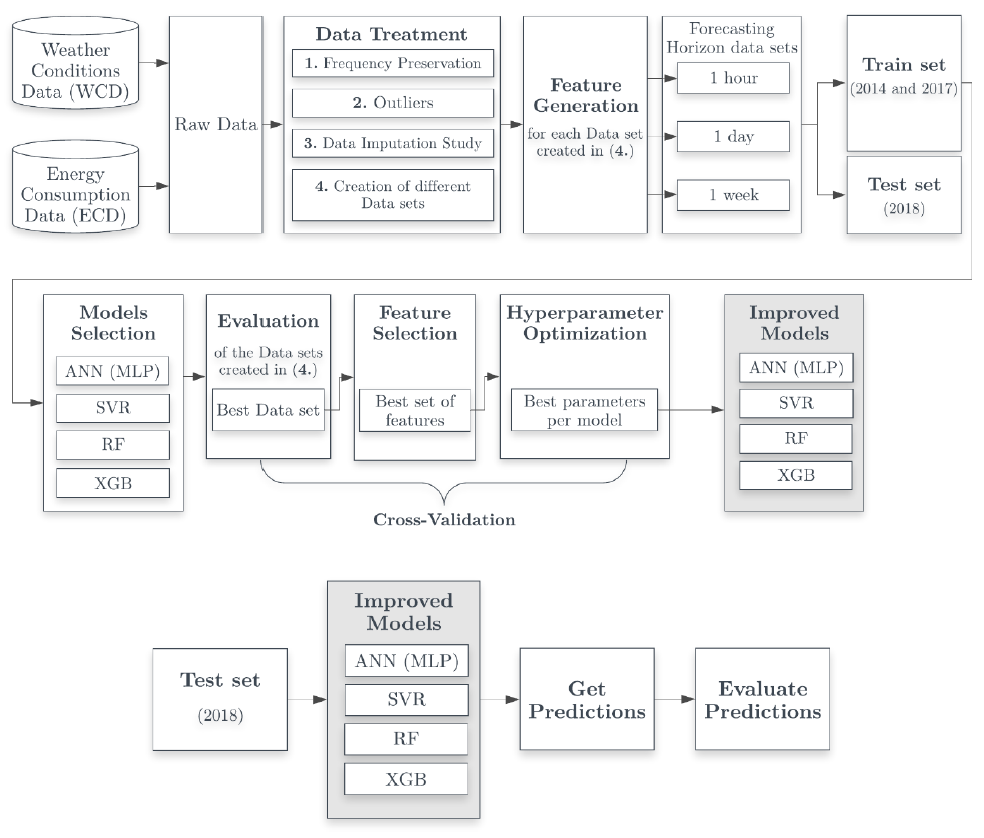 Weather
Conditions
Data (WCD)
Energy
Consumption
Data (ECD)
Raw Data
Data Treatment
1. Frequency Preservation
2. Outliers
3. Data Imputation Study
4. Creation of different
Data sets
Feature
Generation
for each Data set
created in (4.)
Forecasting
Horizon data sets
1 hour
1 day
1 week
Train set
(2014 and 2017)
Test set
(2018)
Models
Selection
ANN (MLP)
SVR
RF
XGB
Evaluation
of the Data sets
created in (4.)
Best Data set
Feature
Selection
Best set of
features
Hyperparameter
Optimization
Best parameters
per model
Improved
Models
ANN (MLP)
SVR
RF
XGB
Cross-Validation
Test set
(2018)
Improved
Models
ANN (MLP)
SVR
RF
XGB
Get
Predictions
Evaluate
Predictions